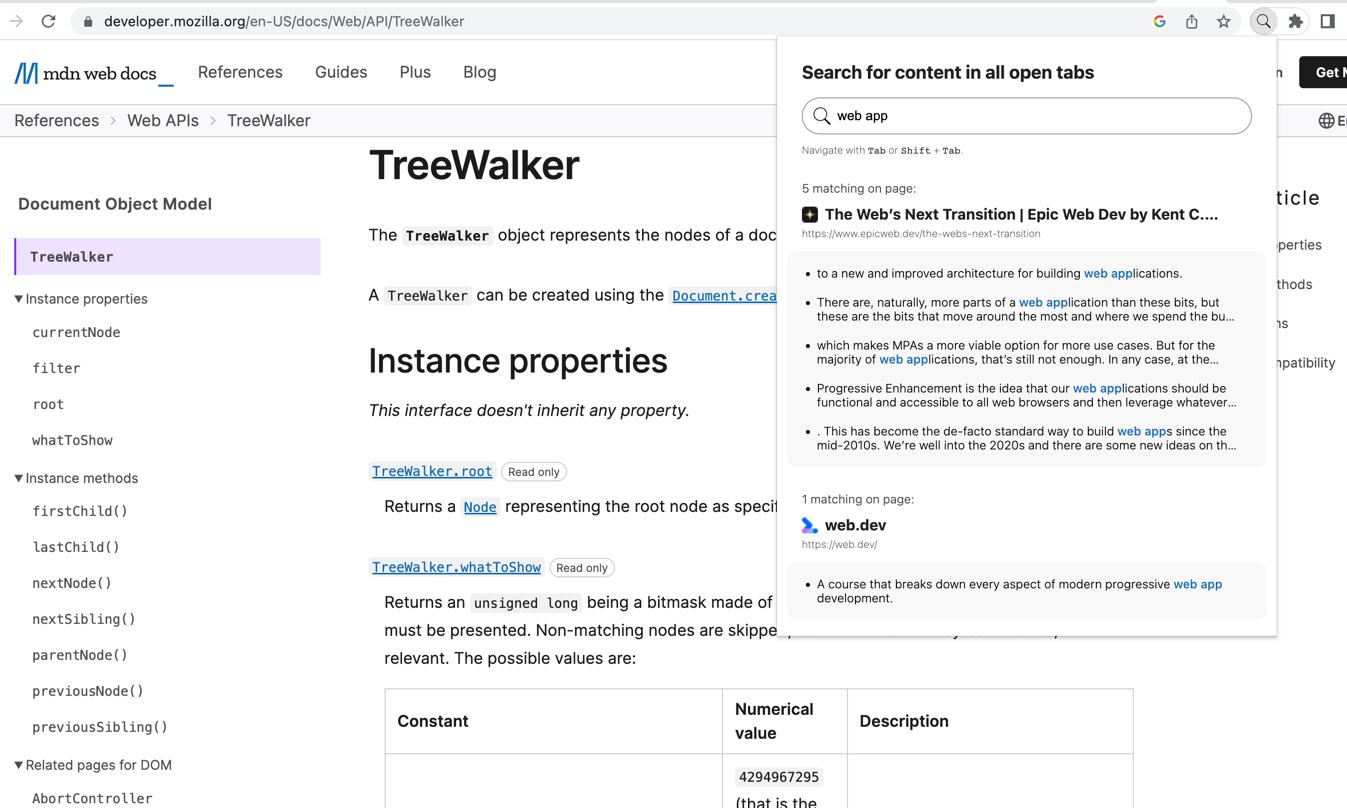 developer.mozilla.org/en-US/docs/Web/API/TreeWalker
mdn web docs
References
Guides
Plus
Blog
Get
References
Web APIs
TreeWalker
Document Object Model
TreeWalker
Instance properties
currentNode
filter
root
whatToShow
Instance methods
firstChild()
lastChild()
nextNode()
nextSibling()
parentNode()
previousNode()
previousSibling()
Related pages for DOM
AbortController
TreeWalker
The TreeWalker object represents the nodes of a doc
A TreeWalker can be created using the Document.crea
Instance properties
This interface doesn't inherit any property.
TreeWalker.root Read only
Returns a Node representing the root node as specif
TreeWalker.whatToShow Read only
Returns an unsigned long being a bitmask made of
must be presented. Non-matching nodes are skippe
relevant. The possible values are:
Constant
Numerical
value
Description
4294967295
(that is the
Search for content in all open tabs
web app
Navigate with Tab or Shift + Tab.
5 matching on page:
The Web’s Next Transition | Epic Web Dev by Kent C....
https://www.epicweb.dev/the-webs-next-transition
• to a new and improved architecture for building web applications.
• There are, naturally, more parts of a web application than these bits, but
these are the bits that move around the most and where we spend the bu...
• which makes MPAs a more viable option for more use cases. But for the
majority of web applications, that’s still not enough. In any case, at the...
• Progressive Enhancement is the idea that our web applications should be
functional and accessible to all web browsers and then leverage whatever...
• . This has become the de-facto standard way to build web apps since the
mid-2010s. We’re well into the 2020s and there are some new ideas on th...
1 matching on page:
web.dev
https://web.dev/
• A course that breaks down every aspect of modern progressive web app
development.
ticle
perties
thods
ns
mpatibility